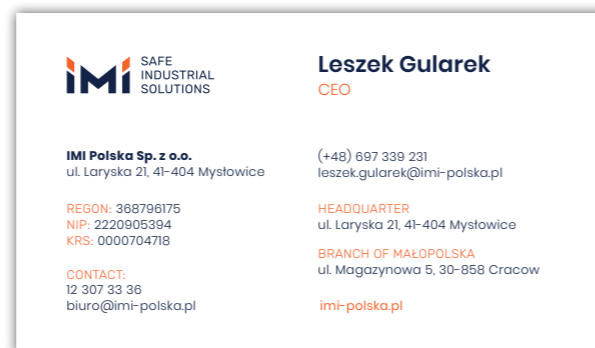 iMi
SAFE
INDUSTRIAL
SOLUTIONS
Leszek Gularek
CEO
IMI Polska Sp. z o.o.
ul. Laryska 21, 41-404 Mysłowice
REGON: 368796175
NIP: 2220905394
KRS: 0000704718
CONTACT:
12 307 33 36
biuro@imi-polska.pl
(+48) 697 339 231
leszek.gularek@imi-polska.pl
HEADQUARTER
ul. Laryska 21, 41-404 Mysłowice
BRANCH OF MAŁOPOLSKA
ul. Magazynowa 5, 30-858 Cracow
imi-polska.pl